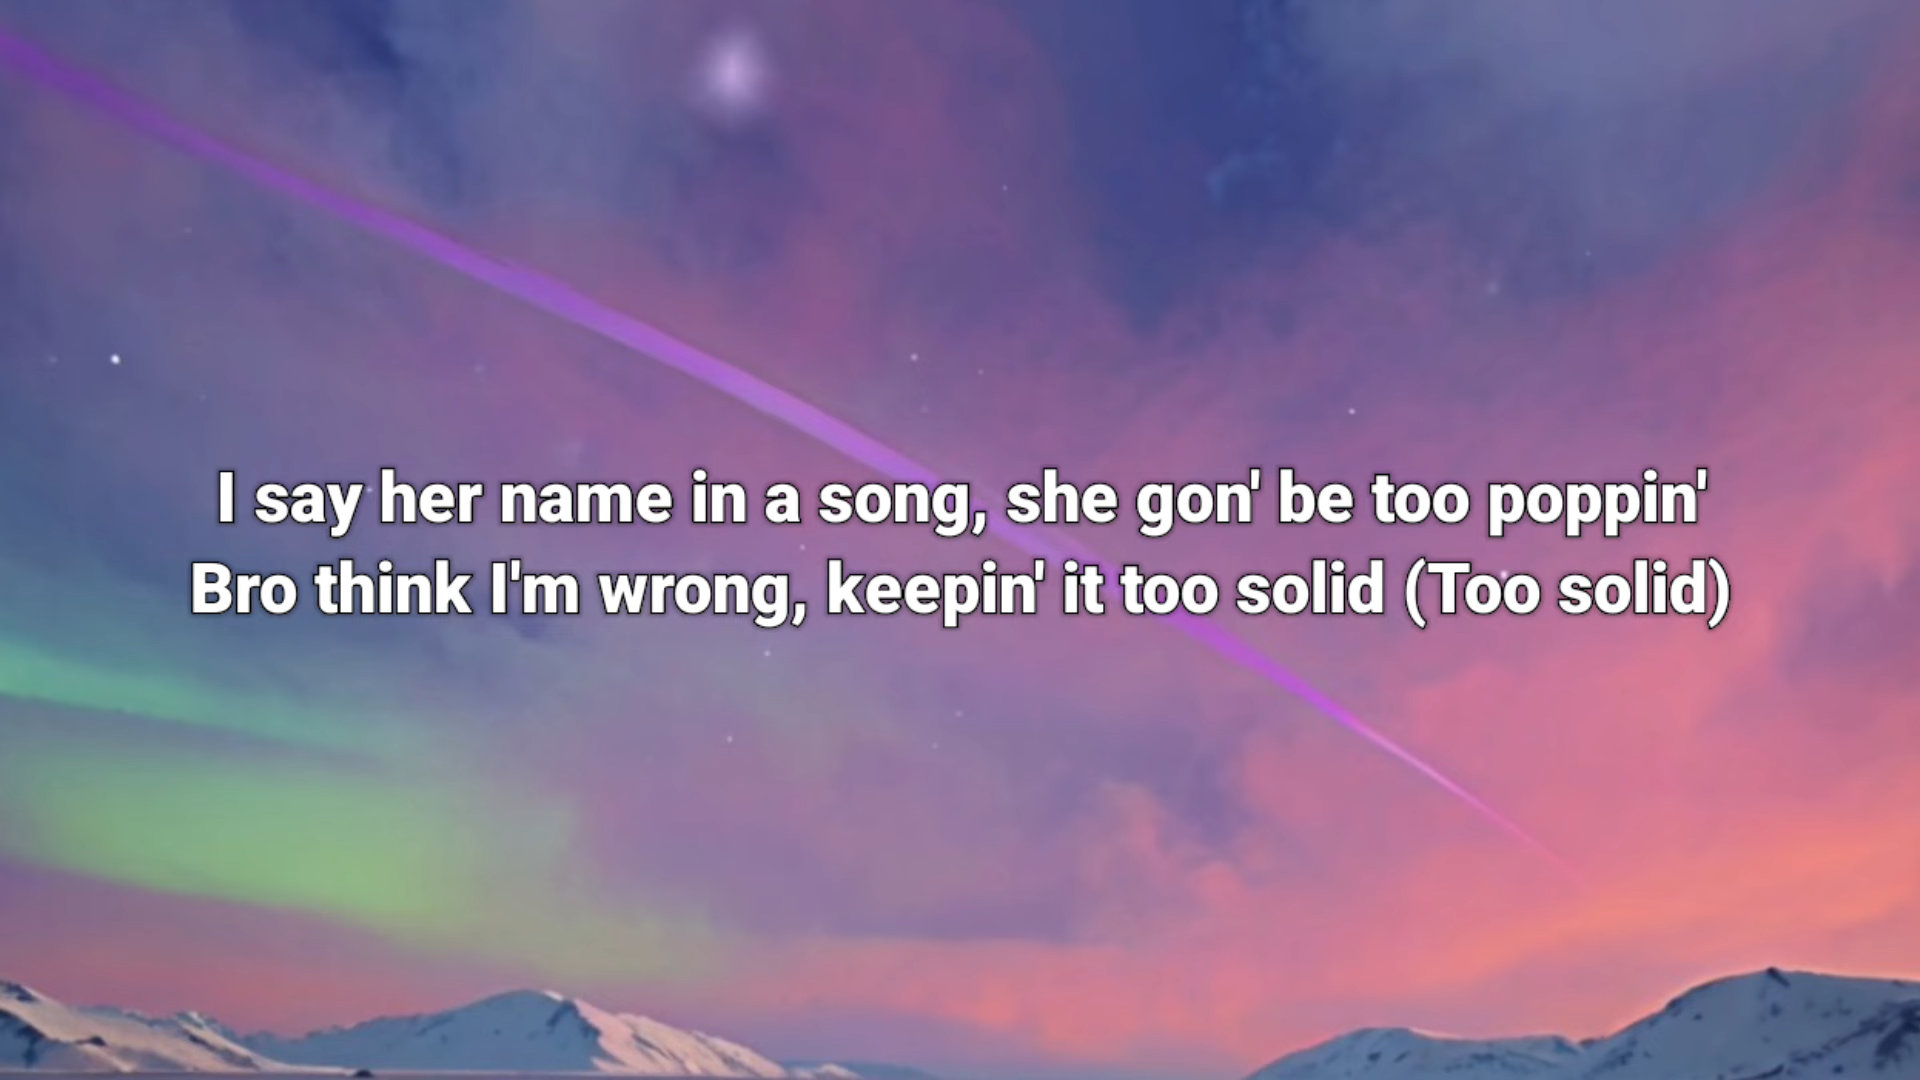 I say her name in a song, she gon' be too poppin'
Bro think I'm wrong, keepin' it too solid (Too solid)